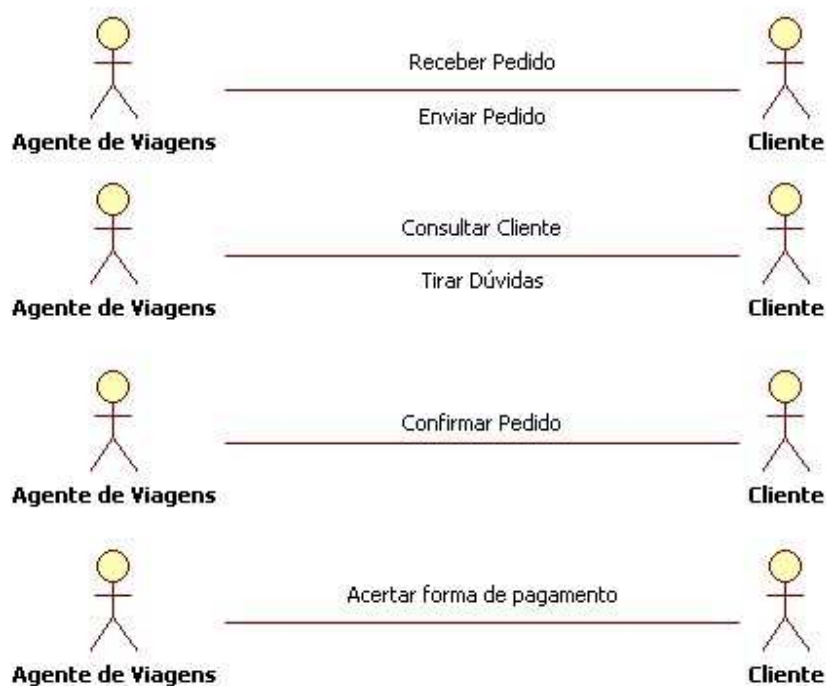 Receber Pedido
Enviar Pedido
Agente de Viagens Cliente
Consultar Cliente
Tirar Dúvidas
Agente de Viagens Cliente
Confirmar Pedido
Agente de Viagens Cliente
Acertar forma de pagamento
Agente de Viagens Cliente